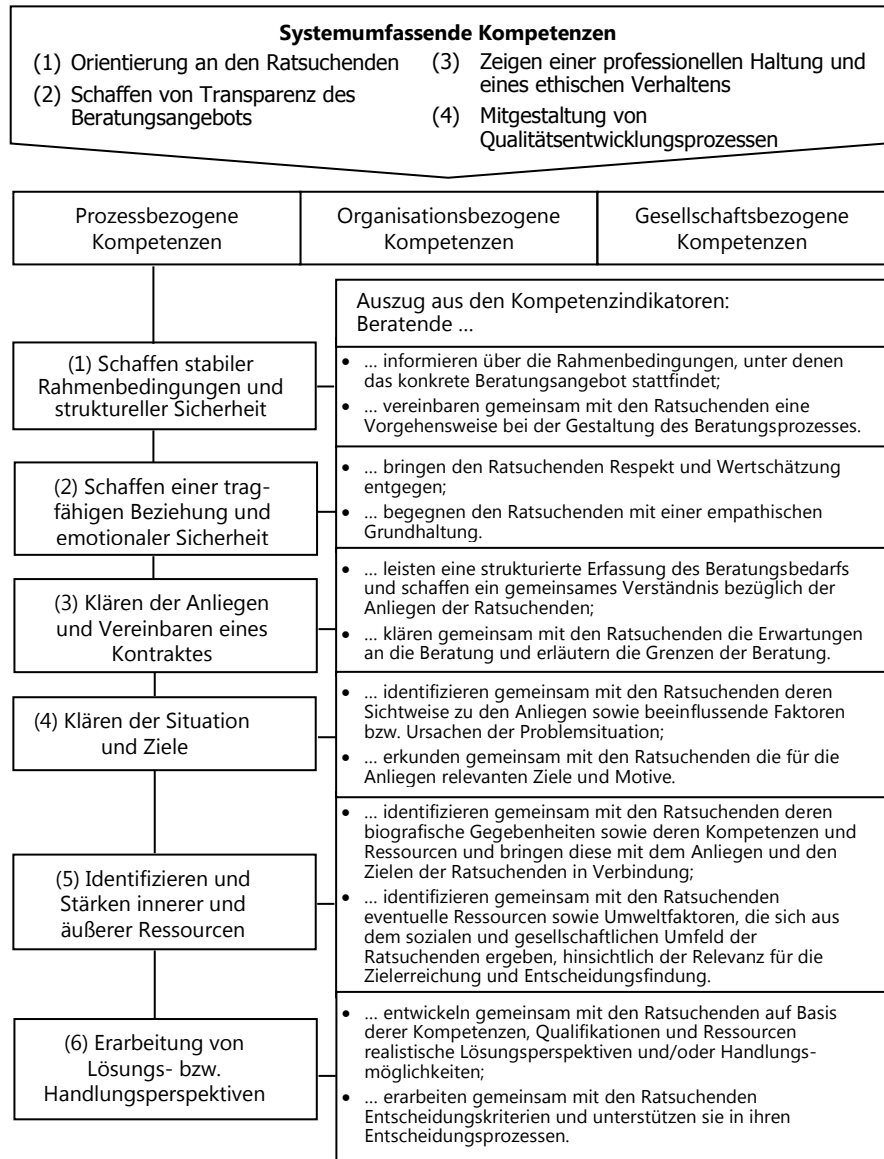 Systemumfassende Kompetenzen
(1) Orientierung an den Ratsuchenden
(2) Schaffen von Transparenz des
Beratungsangebots
(3) Zeigen einer professionellen Haltung und
eines ethischen Verhaltens
(4) Mitgestaltung von
Qualitätsentwicklungsprozessen
Prozessbezogene
Kompetenzen
Organisationsbezogene
Kompetenzen
Gesellschaftsbezogene
Kompetenzen
Auszug aus den Kompetenzindikatoren:
Beratende ...
(1) Schaffen stabiler
Rahmenbedingungen und
struktureller Sicherheit
• ... informieren über die Rahmenbedingungen, unter denen
das konkrete Beratungsangebot stattfindet;
• ... vereinbaren gemeinsam mit den Ratsuchenden eine
Vorgehensweise bei der Gestaltung des Beratungsprozesses.
(2) Schaffen einer trag-
fähigen Beziehung und
emotionaler Sicherheit
• ... bringen den Ratsuchenden Respekt und Wertschätzung
entgegen;
• ... begegnen den Ratsuchenden mit einer empathischen
Grundhaltung.
(3) Klären der Anliegen
und Vereinbaren eines
Kontraktes
• ... leisten eine strukturierte Erfassung des Beratungsbedarfs
und schaffen ein gemeinsames Verständnis bezüglich der
Anliegen der Ratsuchenden;
• ... klären gemeinsam mit den Ratsuchenden die Erwartungen
an die Beratung und erläutern die Grenzen der Beratung.
(4) Klären der Situation
und Ziele
• ... identifizieren gemeinsam mit den Ratsuchenden deren
Sichtweise zu den Anliegen sowie beeinflussende Faktoren
bzw. Ursachen der Problemsituation;
• ... erkunden gemeinsam mit den Ratsuchenden die für die
Anliegen relevanten Ziele und Motive.
(5) Identifizieren und
Stärken innerer und
äußerer Ressourcen
• ... identifizieren gemeinsam mit den Ratsuchenden deren
biografische Gegebenheiten sowie deren Kompetenzen und
Ressourcen und bringen diese mit dem Anliegen und den
Zielen der Ratsuchenden in Verbindung;
• ... identifizieren gemeinsam mit den Ratsuchenden
eventuelle Ressourcen sowie Umweltfaktoren, die sich aus
dem sozialen und gesellschaftlichen Umfeld der
Ratsuchenden ergeben, hinsichtlich der Relevanz für die
Zielerreichung und Entscheidungsfindung.
(6) Erarbeitung von
Lösungs- bzw.
Handlungsperspektiven
• ... entwickeln gemeinsam mit den Ratsuchenden auf Basis
derer Kompetenzen, Qualifikationen und Ressourcen
realistische Lösungsperspektiven und/oder Handlungs-
möglichkeiten;
• ... erarbeiten gemeinsam mit den Ratsuchenden
Entscheidungskriterien und unterstützen sie in ihren
Entscheidungsprozessen.